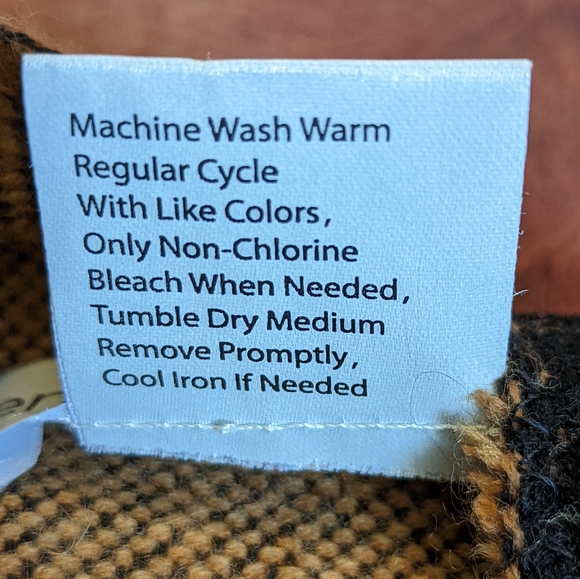 Machine Wash Warm
Regular Cycle
With Like Colors,
Only Non-Chlorine
Bleach When Needed,
Tumble Dry Medium
Remove Promptly,
Cool Iron If Needed